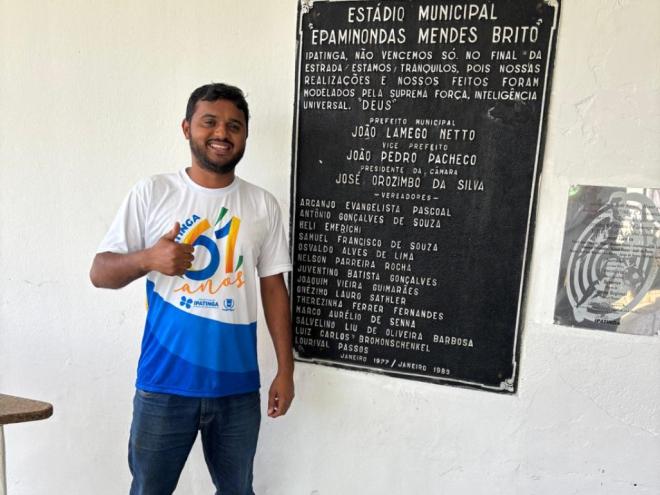 ESTÁDIO MUNICIPAL
"EPAMINONDAS MENDES BRITO"
IPATINGA, NÃO VENCEMOS SÓ. NO FINAL DA
ESTRADA ESTAMOS TRANQUILOS, POIS NOSSAS
REALIZAÇÕES E NOSSOS FEITOS FORAM
MODELADOS PELA SUPREMA FORÇA, INTELIGÊNCIA
UNIVERSAL. "DEUS"
PREFEITO MUNICIPAL
JOÃO LAMEGO NETTO
VICE PREFEITO
JOÃO PEDRO PACHECO
PRESIDENTE DA CÂMARA
JOSÉ OROZIMBO DA SILVA
VEREADORES
ARCANJO EVANGELISTA PASCOAL
ANTÔNIO GONÇALVES DE SOUZA
HELI EMERICHI
SAMUEL FRANCISCO DE SOUZA
OSVALDO ALVES DE LIMA
NELSON PARREIRA ROCHA
JUVENTINO BATISTA GONÇALVES
JOAQUIM VIEIRA GUIMARÃES
ONÉZIMO LAURO SATHLER
THEREZINHA FERRER FERNANDES
MARCO AURÉLIO DE SENNA
SALVELINO LIU DE OLIVEIRA BARBOSA
LUIZ CARLOS BROMONSCHENKEL
LOURIVAL PASSOS
JANEIRO 1977 / JANEIRO 1983
IPATINGA
61
anos
IPATINGA